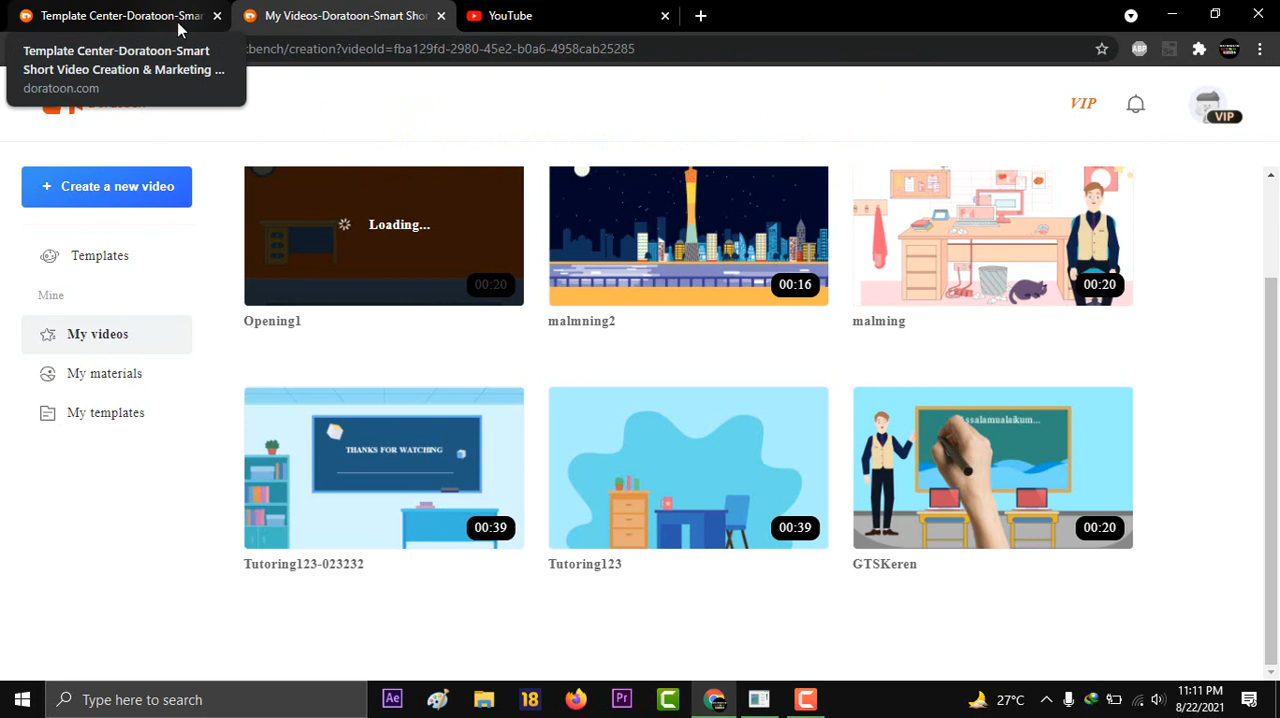 Template Center-Doratoon-Smar
My Videos-Doratoon-Smart Shor
YouTube
Template Center-Doratoon-Smart
Short Video Creation & Marketing ...
doratoon.com
bench/creation?videoId=fba129fd-2980-45e2-b0a6-4958cab25285
ABP
VIP
VIP
+ Create a new video
Templates
Mine
My videos
My materials
My templates
Loading...
00:20
00:16
00:20
Opening1
malmning2
malming
THANKS FOR WATCHING
Assalamualaikum...
00:39
00:39
00:20
Tutoring123-023232
Tutoring123
GTSKeren
Type here to search
Ae
18
Pr
27°C
11:11 PM
8/22/2021